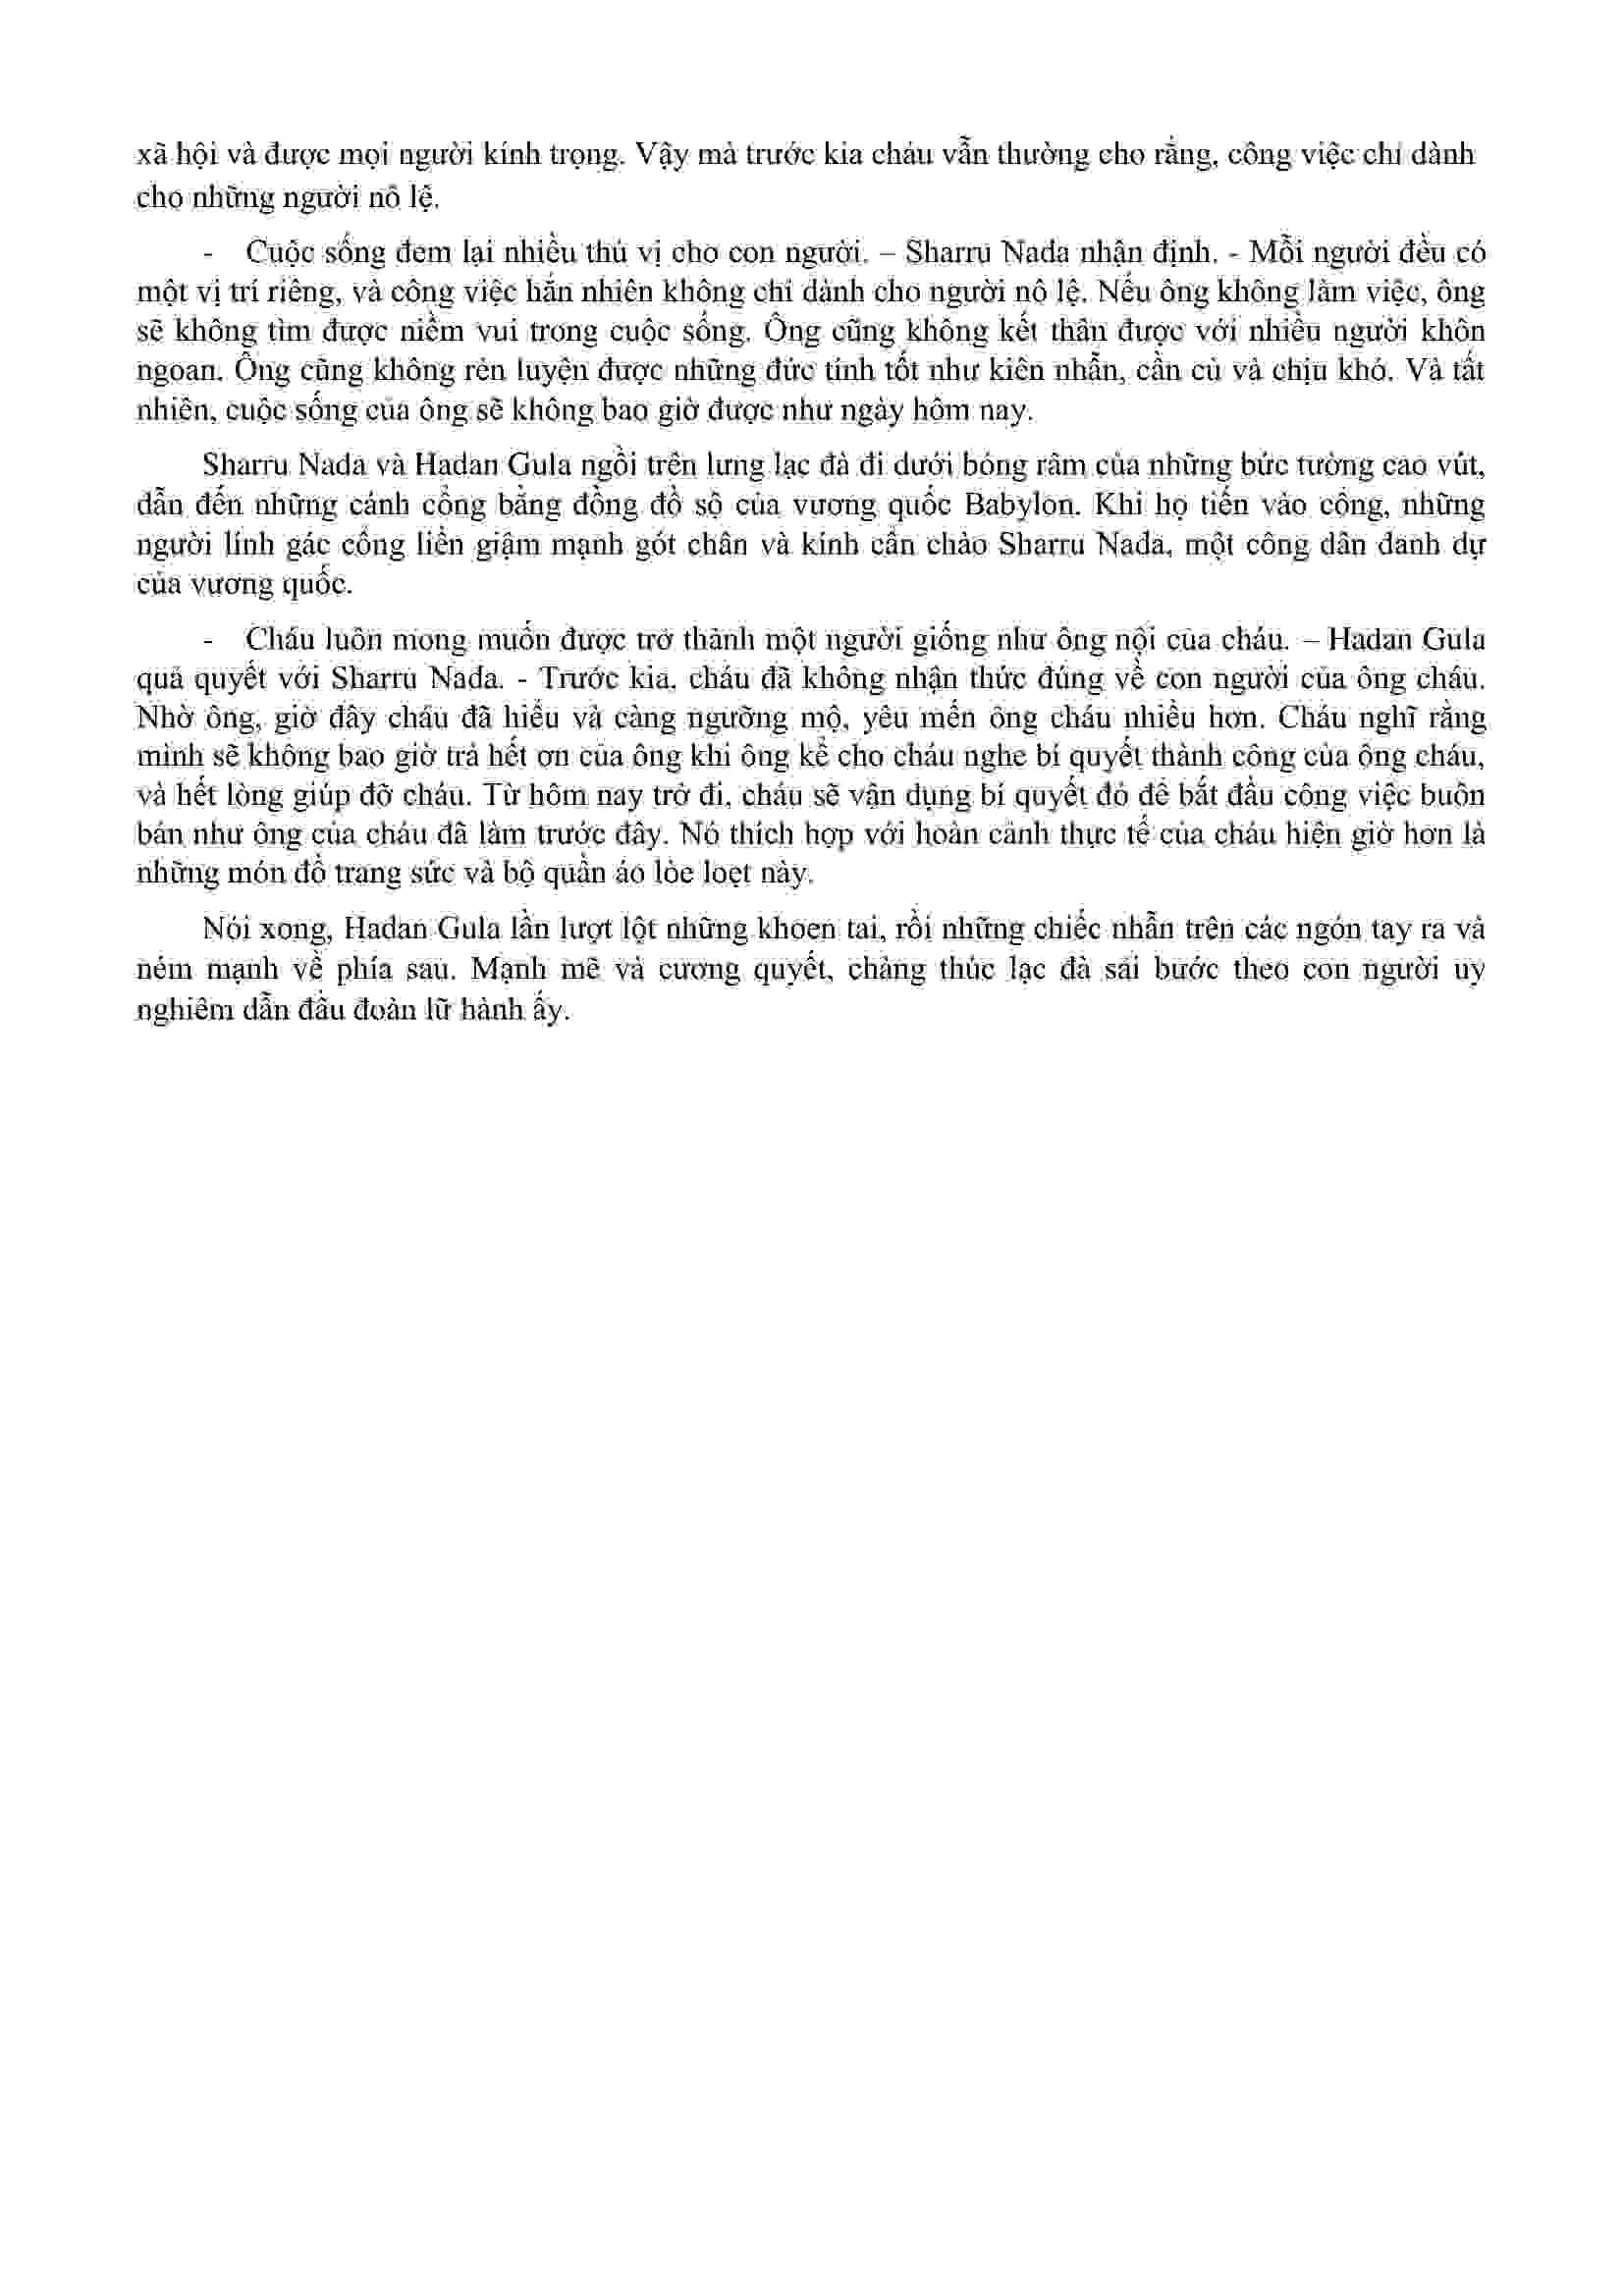 xã hội và được mọi người kính trọng. Vậy mà trước kia cháu vẫn thường cho rằng, công việc chỉ dành
cho những người nô lệ.
- Cuộc sống đem lại nhiều thú vị cho con người. – Sharru Nada nhận định. - Mỗi người đều có
một vị trí riêng, và công việc hẳn nhiên không chỉ dành cho người nô lệ. Nếu ông không làm việc, ông
sẽ không tìm được niềm vui trong cuộc sống. Ông cũng không kết thân được với nhiều người khôn
ngoan. Ông cũng không rèn luyện được những đức tính tốt như kiên nhẫn, cần cù và chịu khó. Và tất
nhiên, cuộc sống của ông sẽ không bao giờ được như ngày hôm nay.
Sharru Nada và Hadan Gula ngồi trên lưng lạc đà đi dưới bóng râm của những bức tường cao vút,
dẫn đến những cánh cổng bằng đồng đồ sộ của vương quốc Babylon. Khi họ tiến vào cổng, những
người lính gác cổng liền giậm mạnh gót chân và kính cẩn chào Sharru Nada, một công dân danh dự
của vương quốc.
- Cháu luôn mong muốn được trở thành một người giống như ông nội của cháu. – Hadan Gula
quả quyết với Sharru Nada. - Trước kia, cháu đã không nhận thức đúng về con người của ông cháu.
Nhờ ông, giờ đây cháu đã hiểu và càng ngưỡng mộ, yêu mến ông cháu nhiều hơn. Cháu nghĩ rằng
mình sẽ không bao giờ trả hết ơn của ông khi ông kể cho cháu nghe bí quyết thành công của ông cháu,
và hết lòng giúp đỡ cháu. Từ hôm nay trở đi, cháu sẽ vận dụng bí quyết đó để bắt đầu công việc buôn
bán như ông của cháu đã làm trước đây. Nó thích hợp với hoàn cảnh thực tế của cháu hiện giờ hơn là
những món đồ trang sức và bộ quần áo lòe loẹt này.
Nói xong, Hadan Gula lần lượt lột những khoen tai, rồi những chiếc nhẫn trên các ngón tay ra và
ném mạnh về phía sau. Mạnh mẽ và cương quyết, chàng thúc lạc đà sải bước theo con người uy
nghiêm dẫn đầu đoàn lữ hành ấy.